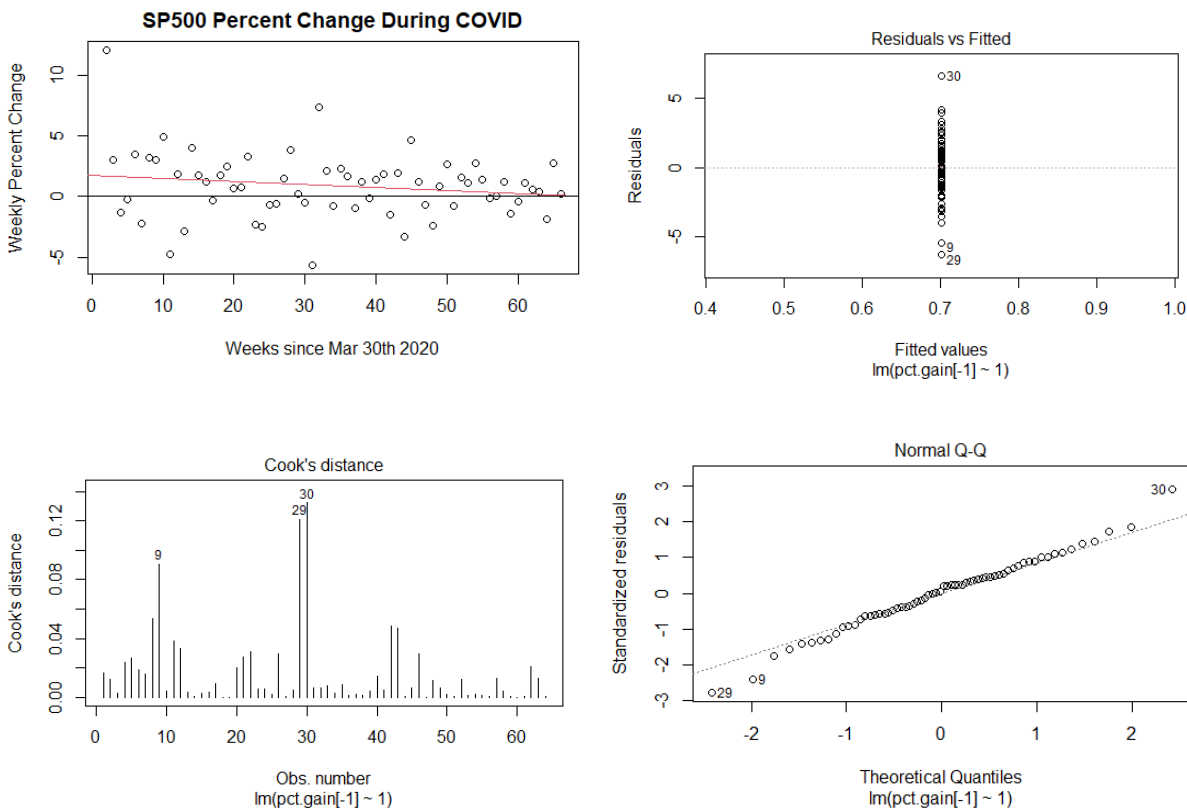 SP500 Percent Change During COVID
Weekly Percent Change
10
5
0
-5
0 10 20 30 40 50 60
Weeks since Mar 30th 2020
Residuals vs Fitted
Residuals
5
0
-5
30
9
29
0.4 0.5 0.6 0.7 0.8 0.9 1.0
Fitted values
lm(pct.gain[-1] ~ 1)
Cook's distance
Cook's distance
0.12
0.08
0.04
0.00
30
29
9
0 10 20 30 40 50 60
Obs. number
lm(pct.gain[-1] ~ 1)
Normal Q-Q
Standardized residuals
3
2
1
0
-1
-2
-3
30
9
29
-2 -1 0 1 2
Theoretical Quantiles
lm(pct.gain[-1] ~ 1)